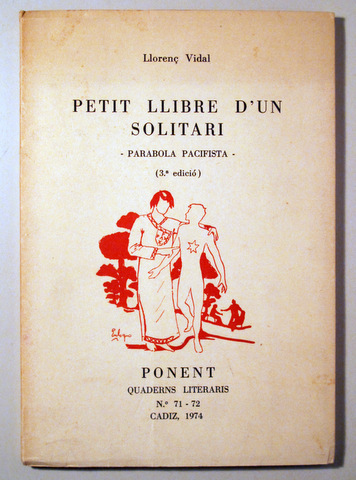 Llorenç Vidal
PETIT LLIBRE D'UN
SOLITARI
- PARABOLA PACIFISTA -
(3.ª edició)
PONENT
QUADERNS LITERARIS
N.º 71 - 72
CADIZ, 1974